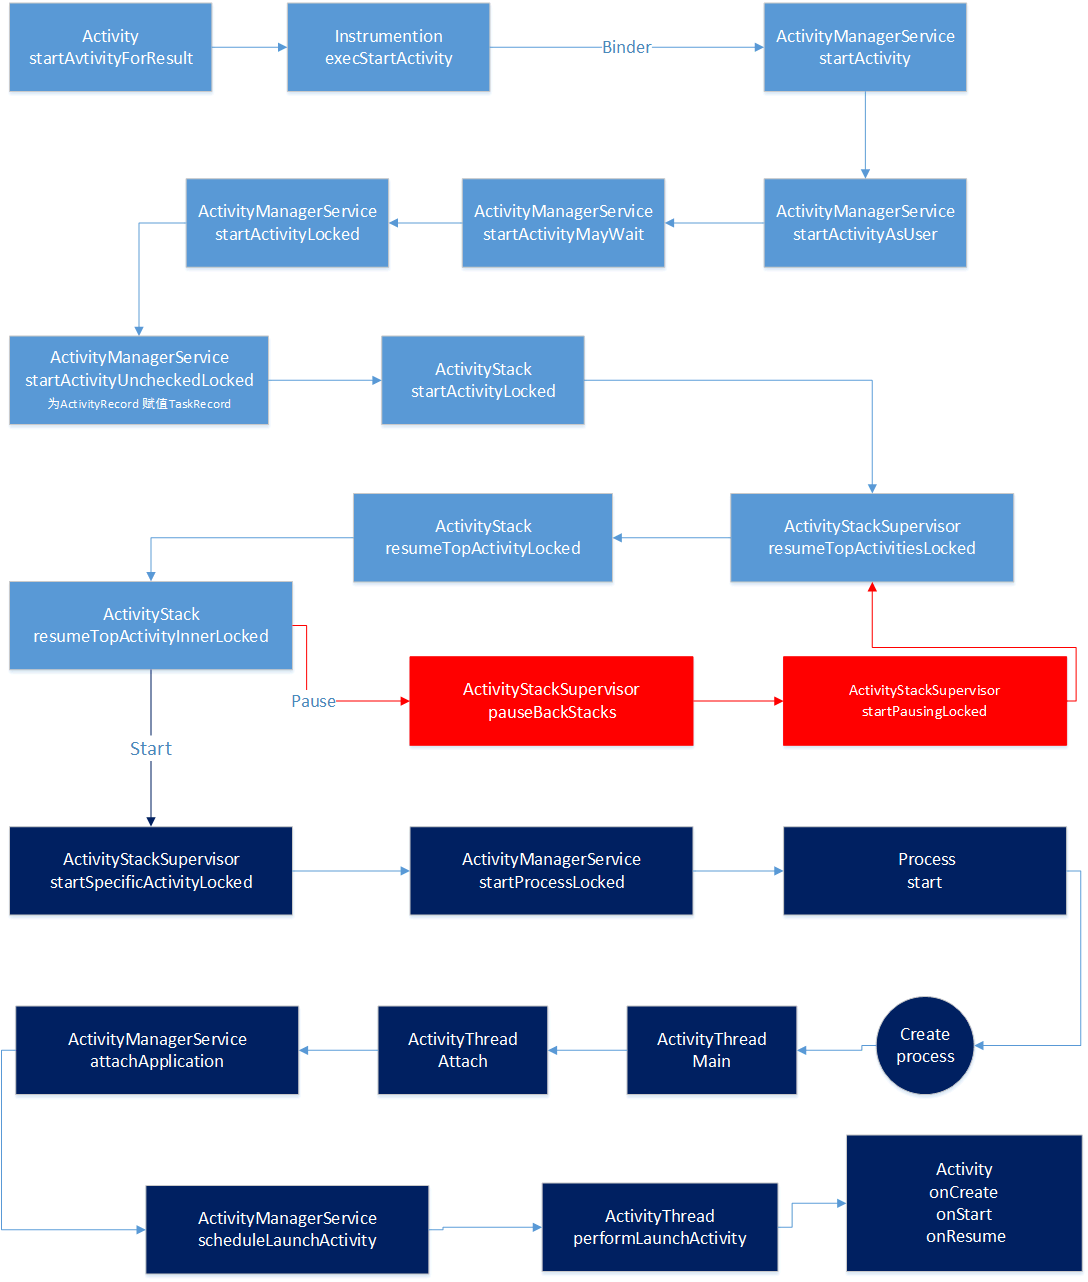 Activity
startAvtivityForResult
Instrumention
execStartActivity
Binder
ActivityManagerService
startActivity
ActivityManagerService
startActivityAsUser
ActivityManagerService
startActivityMayWait
ActivityManagerService
startActivityLocked
ActivityManagerService
startActivityUncheckedLocked
为ActivityRecord 赋值TaskRecord
ActivityStack
startActivityLocked
ActivityStackSupervisor
resumeTopActivitiesLocked
ActivityStack
resumeTopActivityLocked
ActivityStack
resumeTopActivityInnerLocked
Pause
ActivityStackSupervisor
pauseBackStacks
ActivityStackSupervisor
startPausingLocked
Start
ActivityStackSupervisor
startSpecificActivityLocked
ActivityManagerService
startProcessLocked
Process
start
Create
process
ActivityThread
Main
ActivityThread
Attach
ActivityManagerService
attachApplication
ActivityManagerService
scheduleLaunchActivity
ActivityThread
performLaunchActivity
Activity
onCreate
onStart
onResume